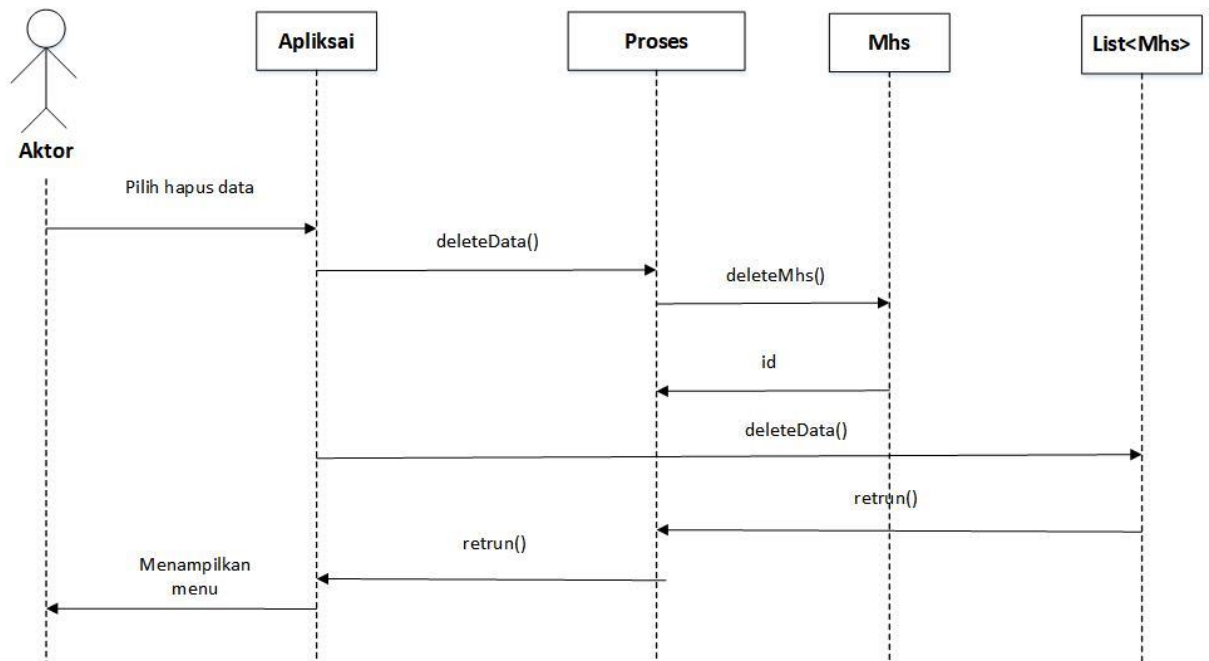 Apliksai
Proses
Mhs
List<Mhs>
Aktor
Pilih hapus data
deleteData()
deleteMhs()
id
deleteData()
retrun()
retrun()
Menampilkan
menu